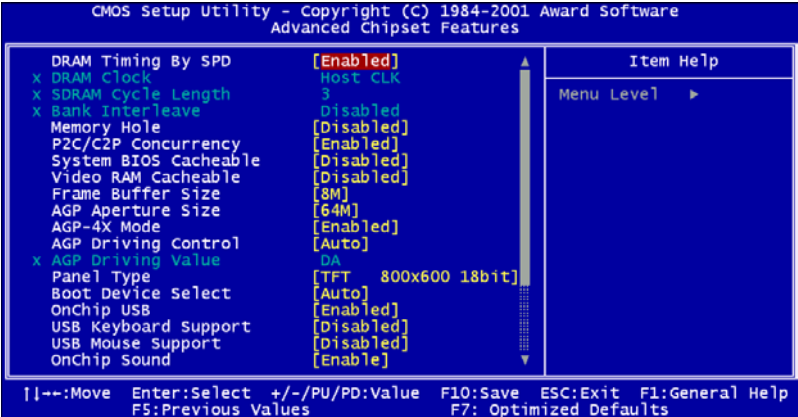 CMOS Setup Utility - Copyright (C) 1984-2001 Award Software
Advanced Chipset Features
DRAM Timing By SPD [Enabled]
x DRAM Clock Host CLK
x SDRAM Cycle Length 3
x Bank Interleave Disabled
Memory Hole [Disabled]
P2C/C2P Concurrency [Enabled]
System BIOS Cacheable [Disabled]
Video RAM Cacheable [Disabled]
Frame Buffer Size [8M]
AGP Aperture Size [64M]
AGP-4X Mode [Enabled]
AGP Driving Control [Auto]
x AGP Driving Value DA
Panel Type [TFT 800x600 18bit]
Boot Device Select [Auto]
OnChip USB [Enabled]
USB Keyboard Support [Disabled]
USB Mouse Support [Disabled]
OnChip Sound [Enable]
Item Help
Menu Level ▶
↑↓→←:Move Enter:Select +/-/PU/PD:Value F10:Save ESC:Exit F1:General Help
F5:Previous Values F7: Optimized Defaults